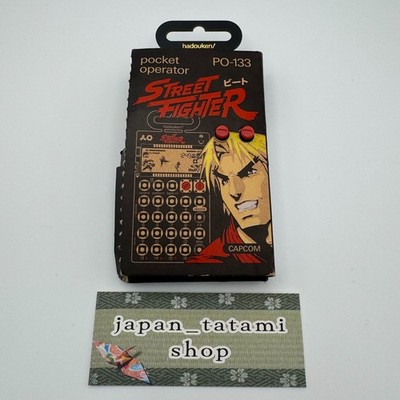 hadouken!
pocket
operator
PO-133
STREET
FIGHTER
ビート
CAPCOM
japan_tatami
shop